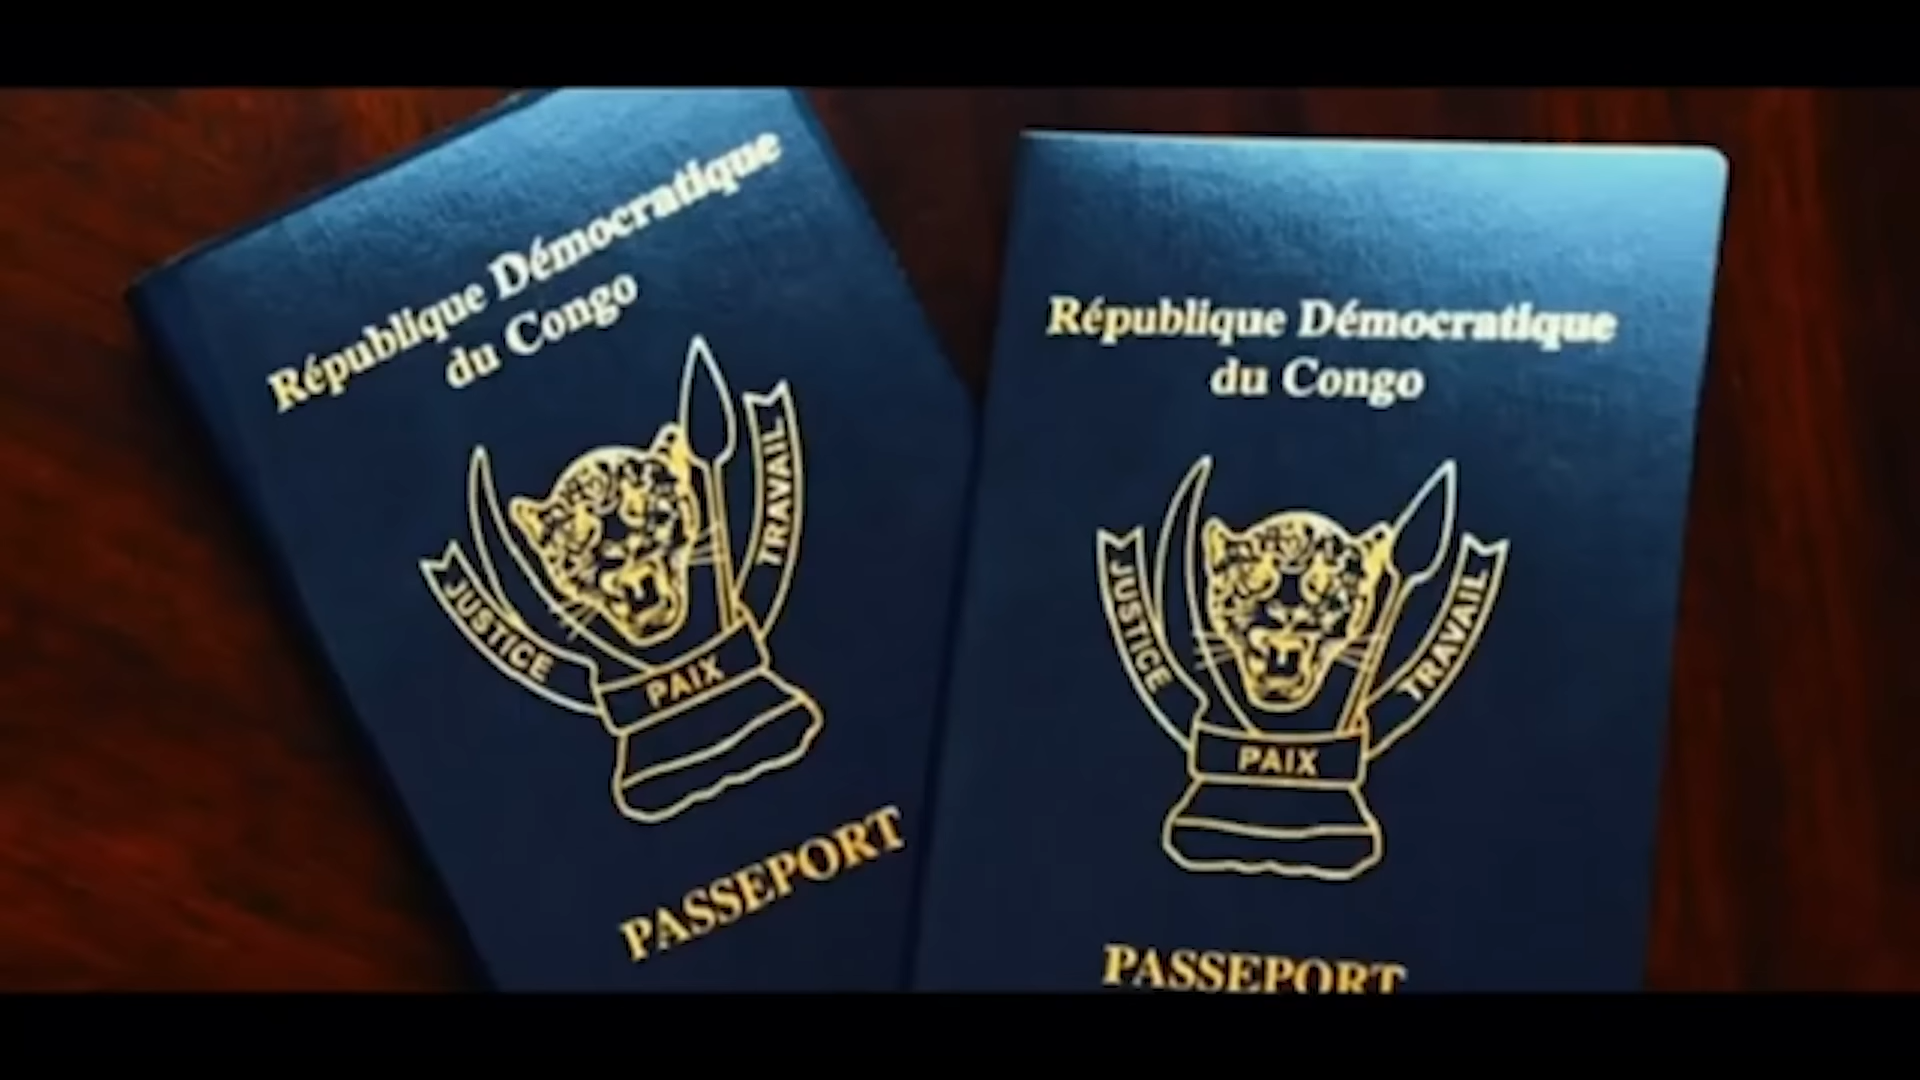 République Démocratique
du Congo
JUSTICE
PAIX
TRAVAIL
PASSEPORT
République Démocratique
du Congo
JUSTICE
PAIX
TRAVAIL
PASSEPORT